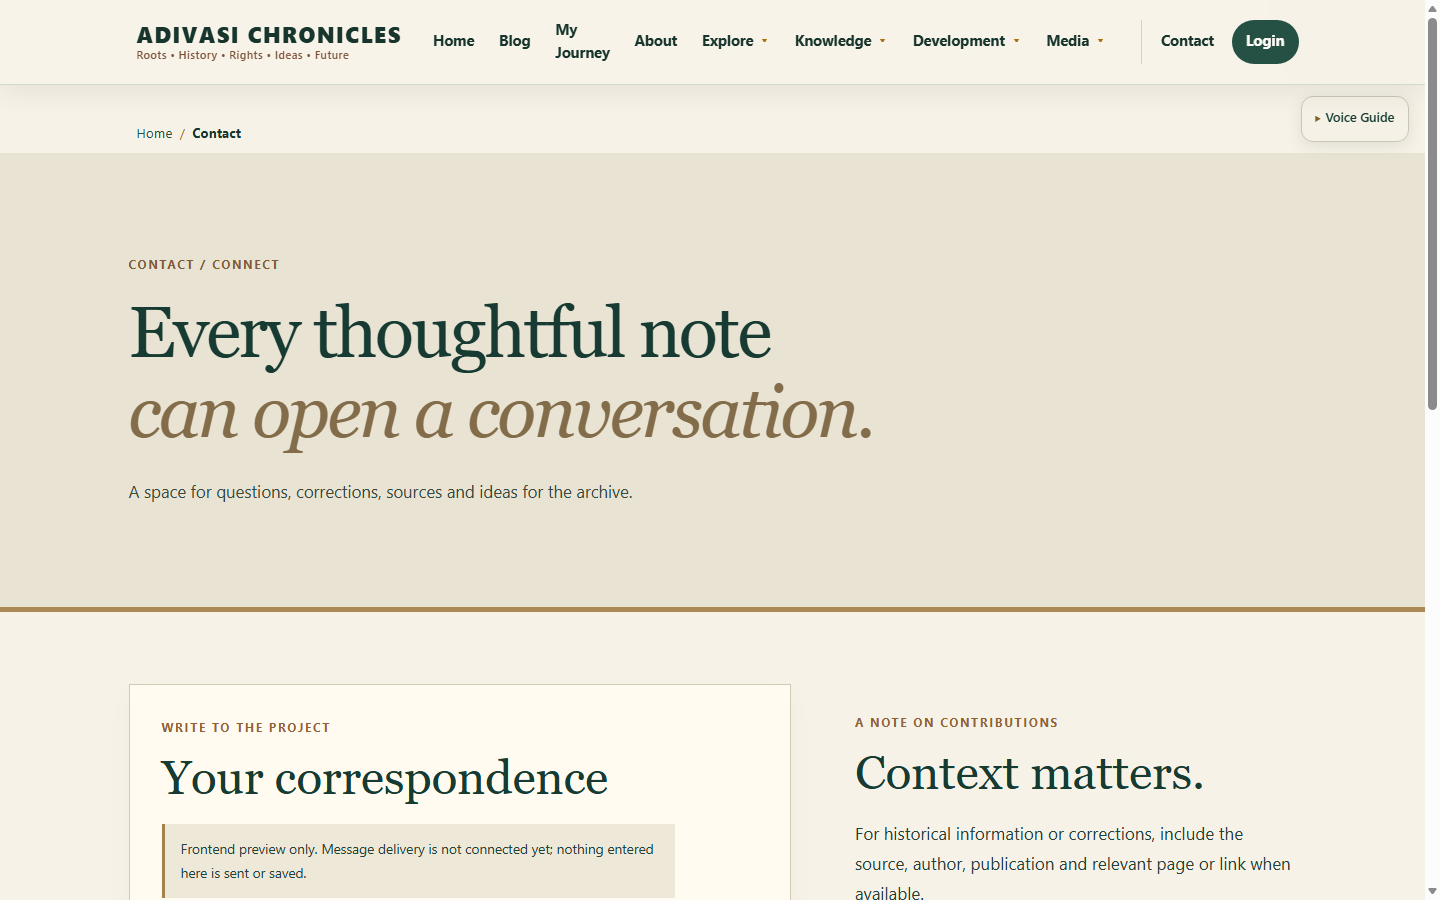 ADIVASI CHRONICLES
Roots • History • Rights • Ideas • Future
Home
Blog
My
Journey
About
Explore
Knowledge
Development
Media
Contact
Login
Home / Contact
Voice Guide
CONTACT / CONNECT
Every thoughtful note
can open a conversation.
A space for questions, corrections, sources and ideas for the archive.
WRITE TO THE PROJECT
Your correspondence
Frontend preview only. Message delivery is not connected yet; nothing entered
here is sent or saved.
A NOTE ON CONTRIBUTIONS
Context matters.
For historical information or corrections, include the
source, author, publication and relevant page or link when
available.